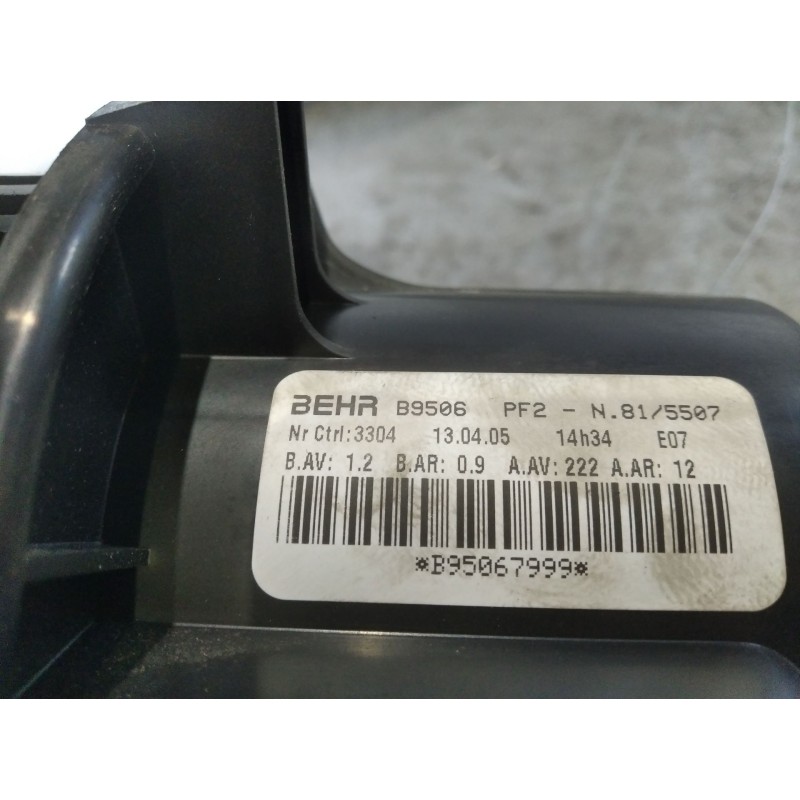 BEHR B9506 PF2 - N.81/5507
Nr Ctrl:3304 13.04.05 14h34 E07
B.AV: 1.2 B.AR: 0.9 A.AV: 222 A.AR: 12
*B95067999*